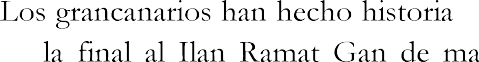 Los grancanarios han hecho historia
la final al Ilan Ramat Gan de ma